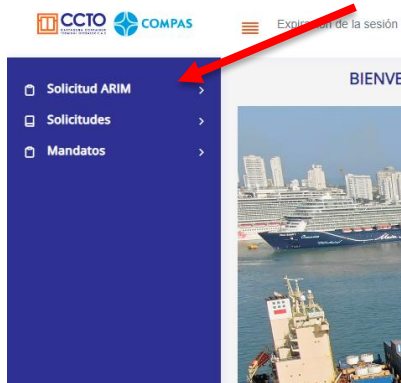 CCTO COMPAS
Expiración de la sesión
BIENVE
Solicitud ARIM
Solicitudes
Mandatos